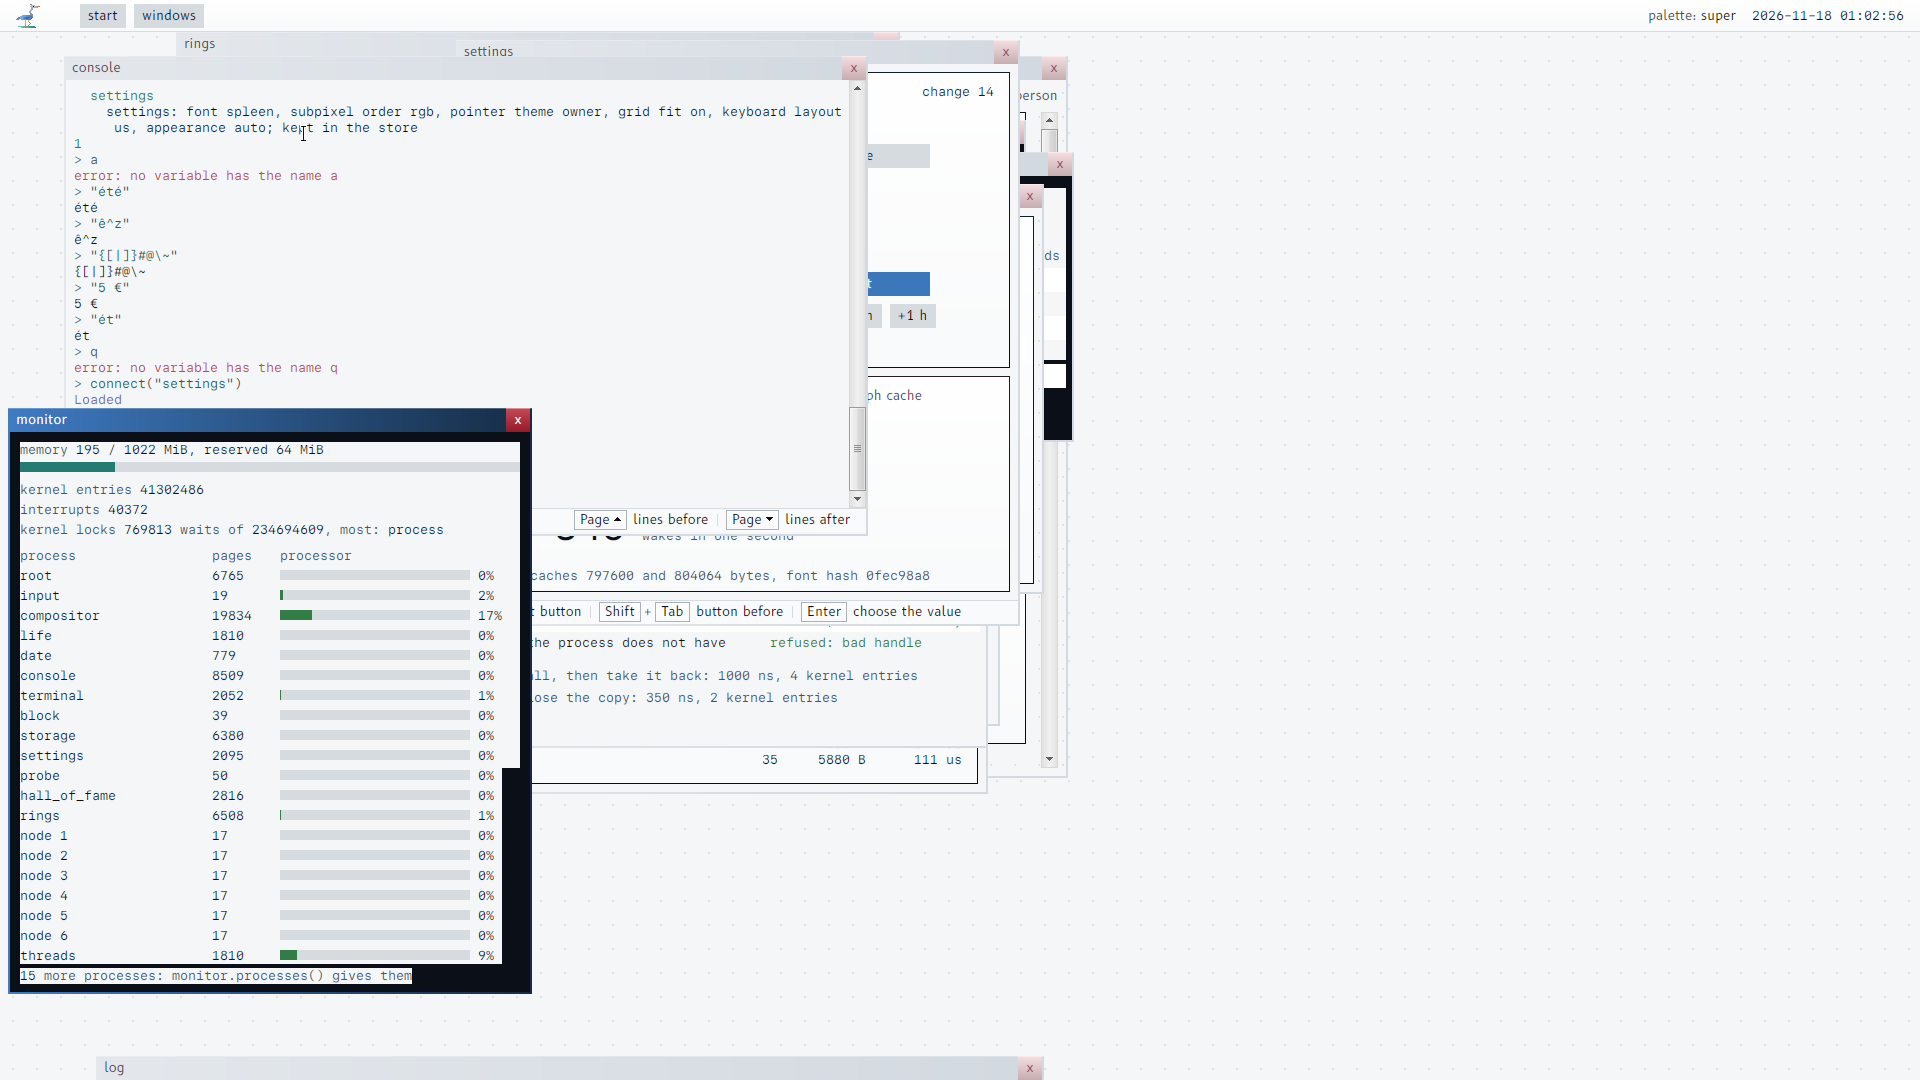 start windows
palette: super 2026-11-18 01:02:56
rings
settings x
console x
x
settings
settings: font spleen, subpixel order rgb, pointer theme owner, grid fit on, keyboard layout
us, appearance auto; kept in the store
1
> a
error: no variable has the name a
> "été"
été
> "ê^z"
ê^z
> "{[|]}#@\~"
{[|]}#@\~
> "5 €"
5 €
> "ét"
ét
> q
error: no variable has the name q
> connect("settings")
Loaded
Page lines before Page lines after
change 14
erson
x
x
ds
+1 h
ph cache
wakes in one second
caches 797600 and 804064 bytes, font hash 0fec98a8
t button Shift + Tab button before Enter choose the value
the process does not have refused: bad handle
all, then take it back: 1000 ns, 4 kernel entries
lose the copy: 350 ns, 2 kernel entries
35 5880 B 111 us
monitor x
memory 195 / 1022 MiB, reserved 64 MiB
kernel entries 41302486
interrupts 40372
kernel locks 769813 waits of 234694609, most: process
process pages processor
root 6765 0%
input 19 2%
compositor 19834 17%
life 1810 0%
date 779 0%
console 8509 0%
terminal 2052 1%
block 39 0%
storage 6380 0%
settings 2095 0%
probe 50 0%
hall_of_fame 2816 0%
rings 6508 1%
node 1 17 0%
node 2 17 0%
node 3 17 0%
node 4 17 0%
node 5 17 0%
node 6 17 0%
threads 1810 9%
15 more processes: monitor.processes() gives them
log x